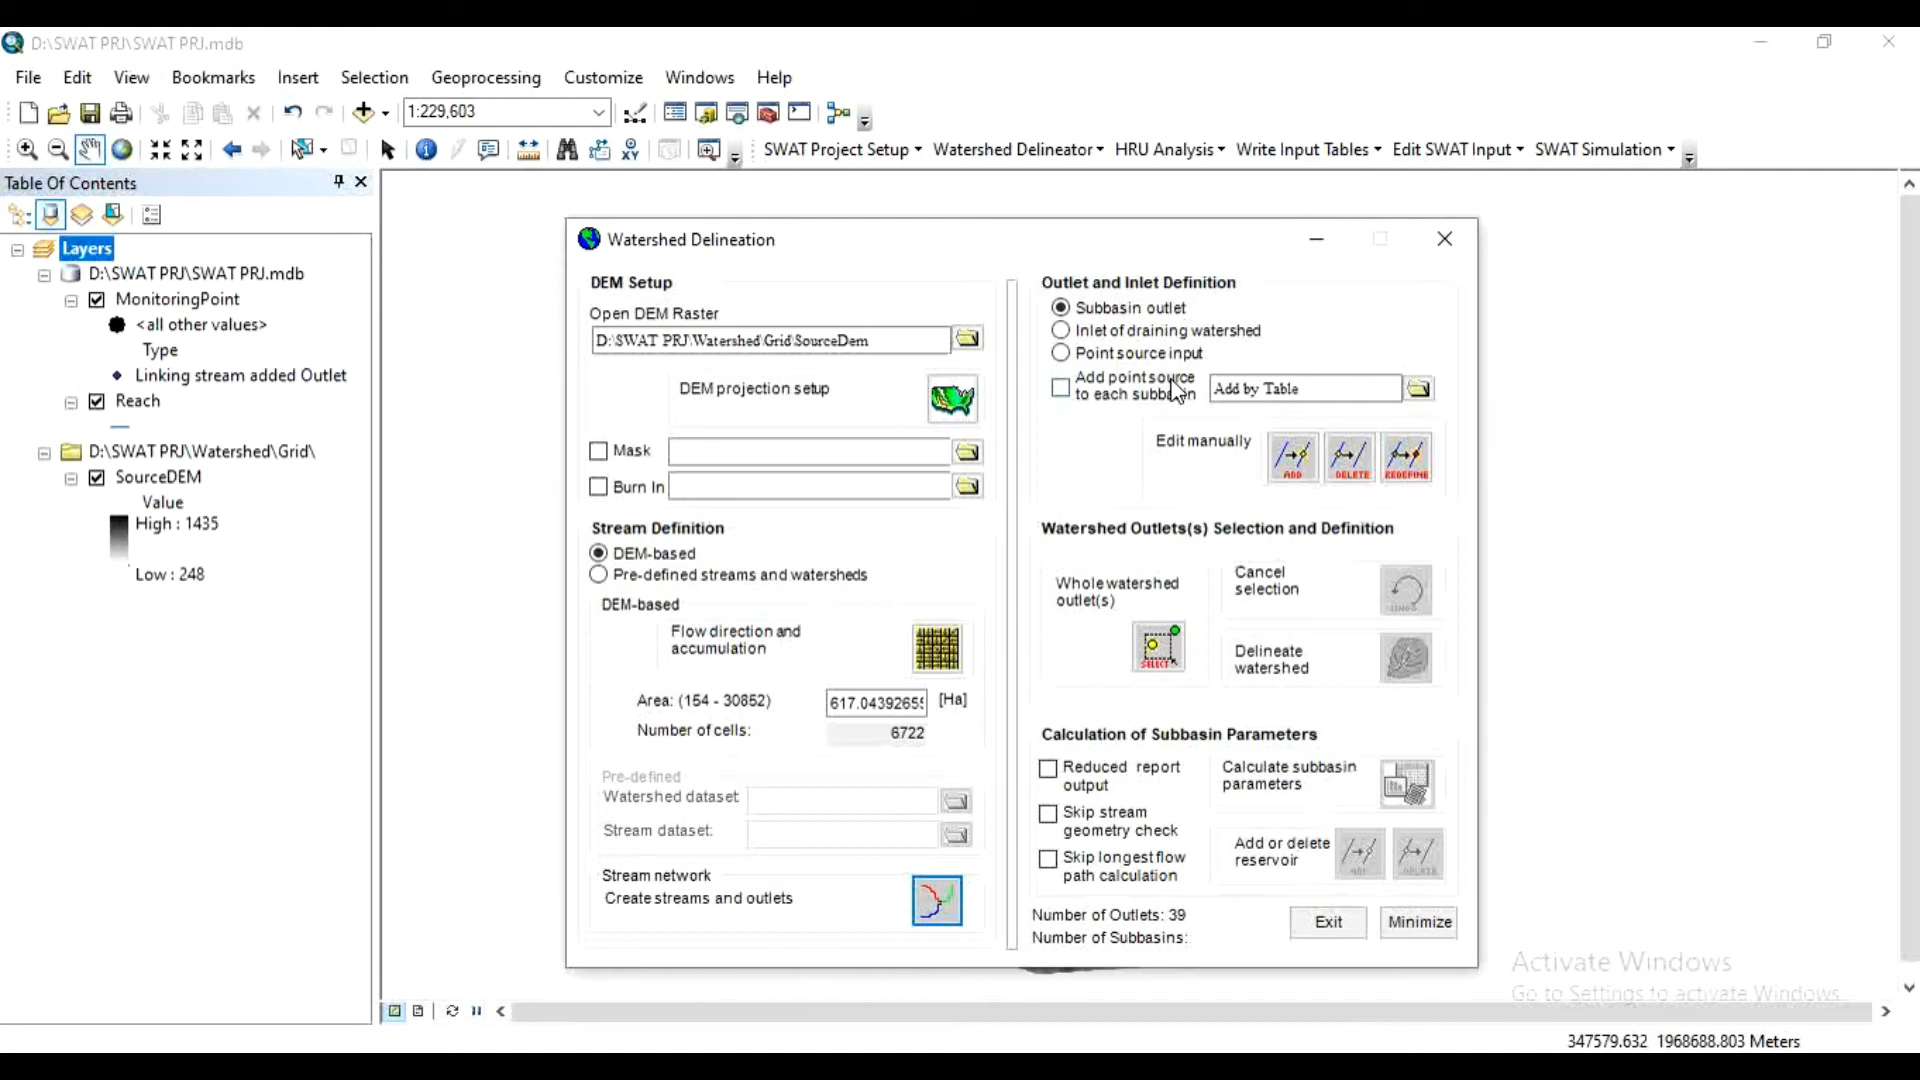 D:\SWAT PRJ\SWAT PRJ.mdb
File Edit View Bookmarks Insert Selection Geoprocessing Customize Windows Help
1:229,603
SWAT Project Setup Watershed Delineator HRU Analysis Write Input Tables Edit SWAT Input SWAT Simulation
Table Of Contents
Layers
D:\SWAT PRJ\SWAT PRJ.mdb
MonitoringPoint
<all other values>
Type
Linking stream added Outlet
Reach
D:\SWAT PRJ\Watershed\Grid\
SourceDEM
Value
High : 1435
Low : 248
Watershed Delineation
DEM Setup
Open DEM Raster
D:\SWAT PRJ\Watershed\Grid\SourceDem
DEM projection setup
Mask
Burn In
Stream Definition
DEM-based
Pre-defined streams and watersheds
DEM-based
Flow direction and
accumulation
Area: (154 - 30852) 617.04392655 [Ha]
Number of cells: 6722
Pre-defined
Watershed dataset
Stream dataset:
Stream network
Create streams and outlets
Outlet and Inlet Definition
Subbasin outlet
Inlet of draining watershed
Point source input
Add point source
to each subbasin
Add by Table
Edit manually
ADD DELETE REDEFINE
Watershed Outlets(s) Selection and Definition
Whole watershed
outlet(s)
SELECT
Cancel
selection
UNDO
Delineate
watershed
Calculation of Subbasin Parameters
Reduced report
output
Skip stream
geometry check
Skip longest flow
path calculation
Calculate subbasin
parameters
Add or delete
reservoir
ADD DELETE
Number of Outlets: 39
Number of Subbasins:
Exit Minimize
Activate Windows
Go to Settings to activate Windows.
347579.632 1968688.803 Meters